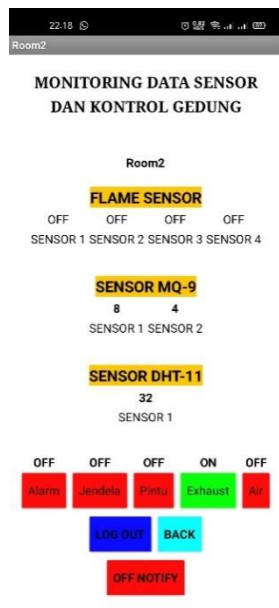 22.18
Room2
MONITORING DATA SENSOR
DAN KONTROL GEDUNG
Room2
FLAME SENSOR
OFF OFF OFF OFF
SENSOR 1 SENSOR 2 SENSOR 3 SENSOR 4
SENSOR MQ-9
8 4
SENSOR 1 SENSOR 2
SENSOR DHT-11
32
SENSOR 1
OFF OFF OFF ON OFF
Alarm Jendela Pintu Exhaust Air
LOG OUT BACK
OFF NOTIFY